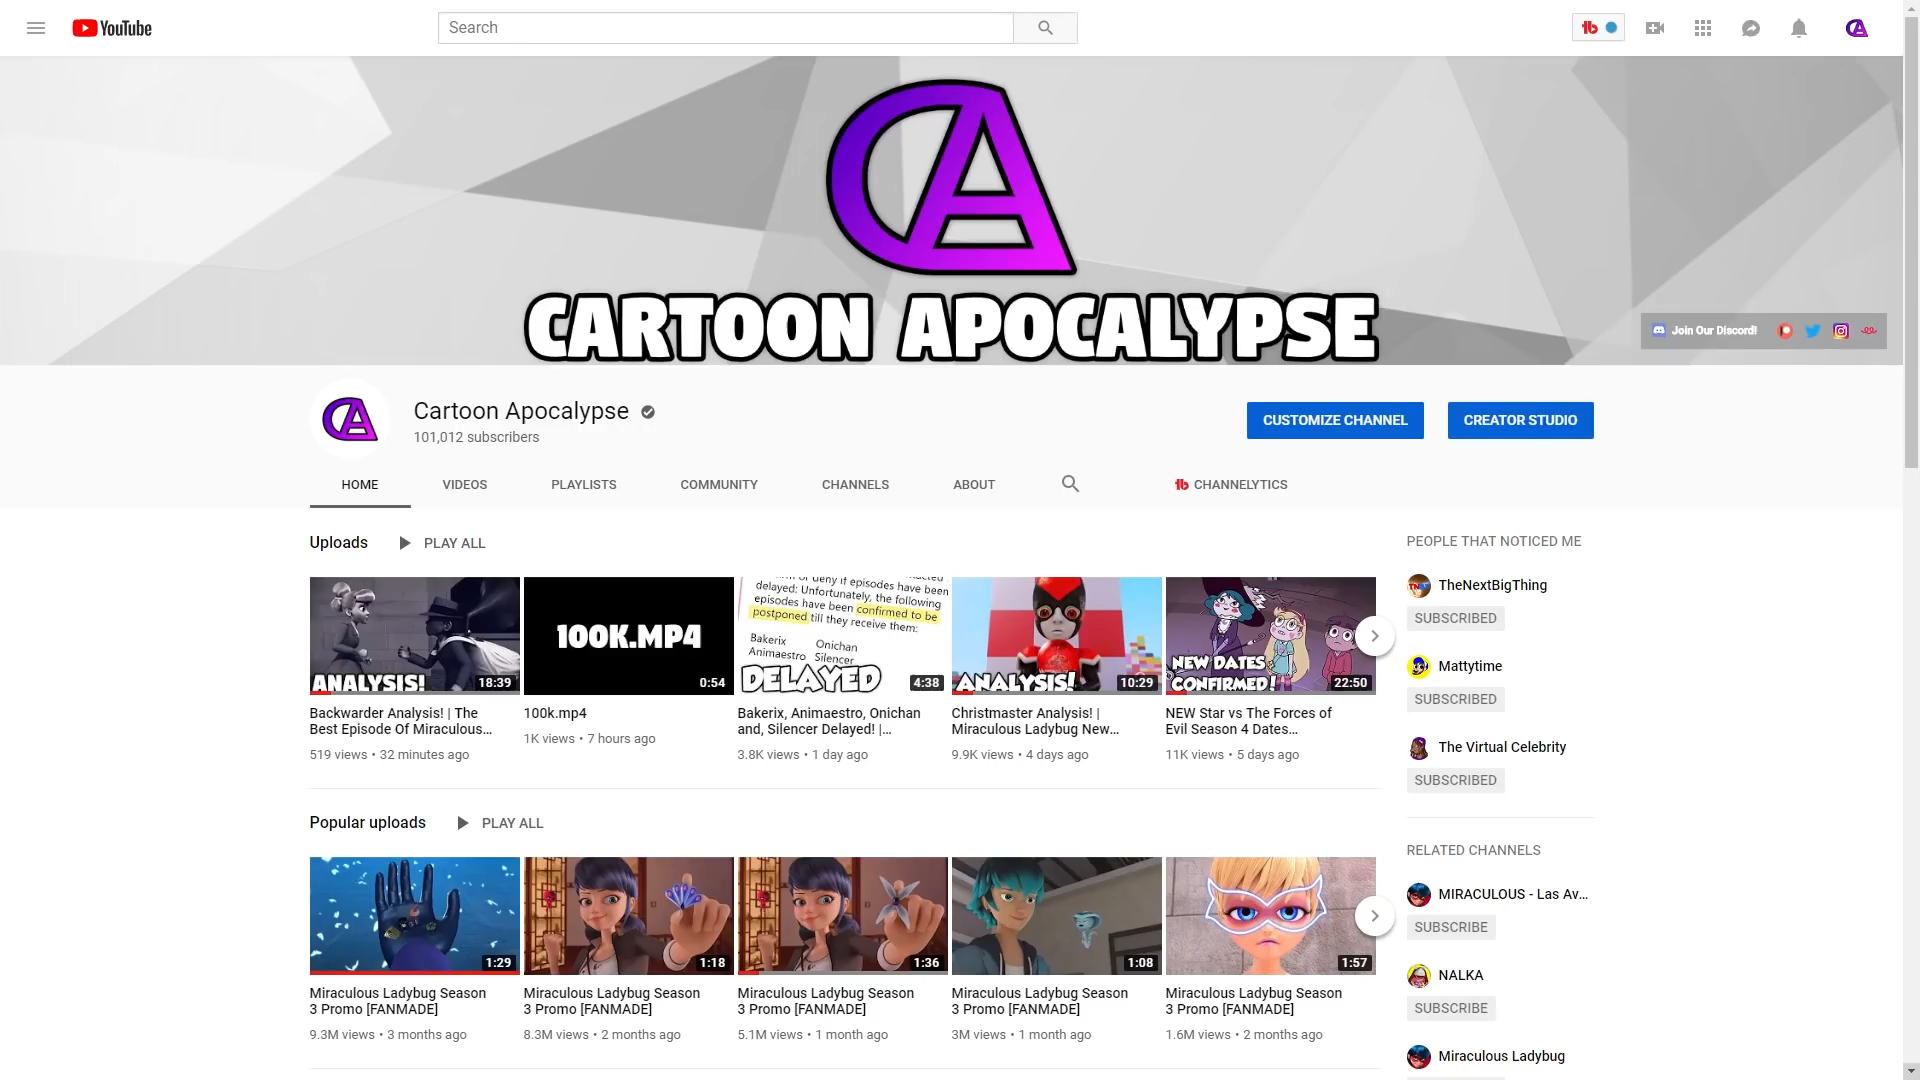 YouTube
Search
CA
CARTOON APOCALYPSE
Join Our Discord!
CA
Cartoon Apocalypse
101,012 subscribers
CUSTOMIZE CHANNEL
CREATOR STUDIO
HOME
VIDEOS
PLAYLISTS
COMMUNITY
CHANNELS
ABOUT
CHANNELYTICS
Uploads
PLAY ALL
ANALYSIS!
18:39
Backwarder Analysis! | The
Best Episode Of Miraculous...
519 views • 32 minutes ago
100K.MP4
0:54
100k.mp4
1K views • 7 hours ago
deny if episodes have been
delayed: Unfortunately, the following
episodes have been confirmed to be
postponed till they receive them:
Bakerix Onichan
Animaestro Silencer
DELAYED
4:38
Bakerix, Animaestro, Onichan
and, Silencer Delayed! |...
3.8K views • 1 day ago
ANALYSIS!
10:29
Christmaster Analysis! |
Miraculous Ladybug New...
9.9K views • 4 days ago
NEW DATES
CONFIRMED!
22:50
NEW Star vs The Forces of
Evil Season 4 Dates...
11K views • 5 days ago
Popular uploads
PLAY ALL
1:29
Miraculous Ladybug Season
3 Promo [FANMADE]
9.3M views • 3 months ago
1:18
Miraculous Ladybug Season
3 Promo [FANMADE]
8.3M views • 2 months ago
1:36
Miraculous Ladybug Season
3 Promo [FANMADE]
5.1M views • 1 month ago
1:08
Miraculous Ladybug Season
3 Promo [FANMADE]
3M views • 1 month ago
1:57
Miraculous Ladybug Season
3 Promo [FANMADE]
1.6M views • 2 months ago
PEOPLE THAT NOTICED ME
TheNextBigThing
SUBSCRIBED
Mattytime
SUBSCRIBED
The Virtual Celebrity
SUBSCRIBED
RELATED CHANNELS
MIRACULOUS - Las Av...
SUBSCRIBE
NALKA
SUBSCRIBE
Miraculous Ladybug